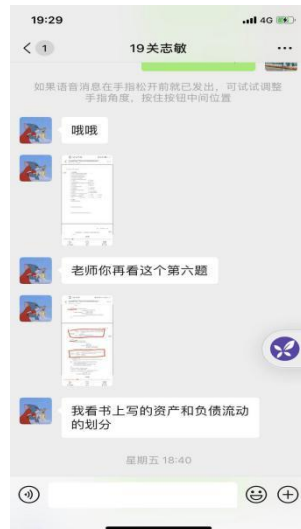 19:29
4G
1
19关志敏
如果语音消息在手指松开前就已发出，可试试调整
手指角度，按住按钮中间位置
哦哦
老师你再看这个第六题
我看书上写的资产和负债流动
的划分
星期五 18:40